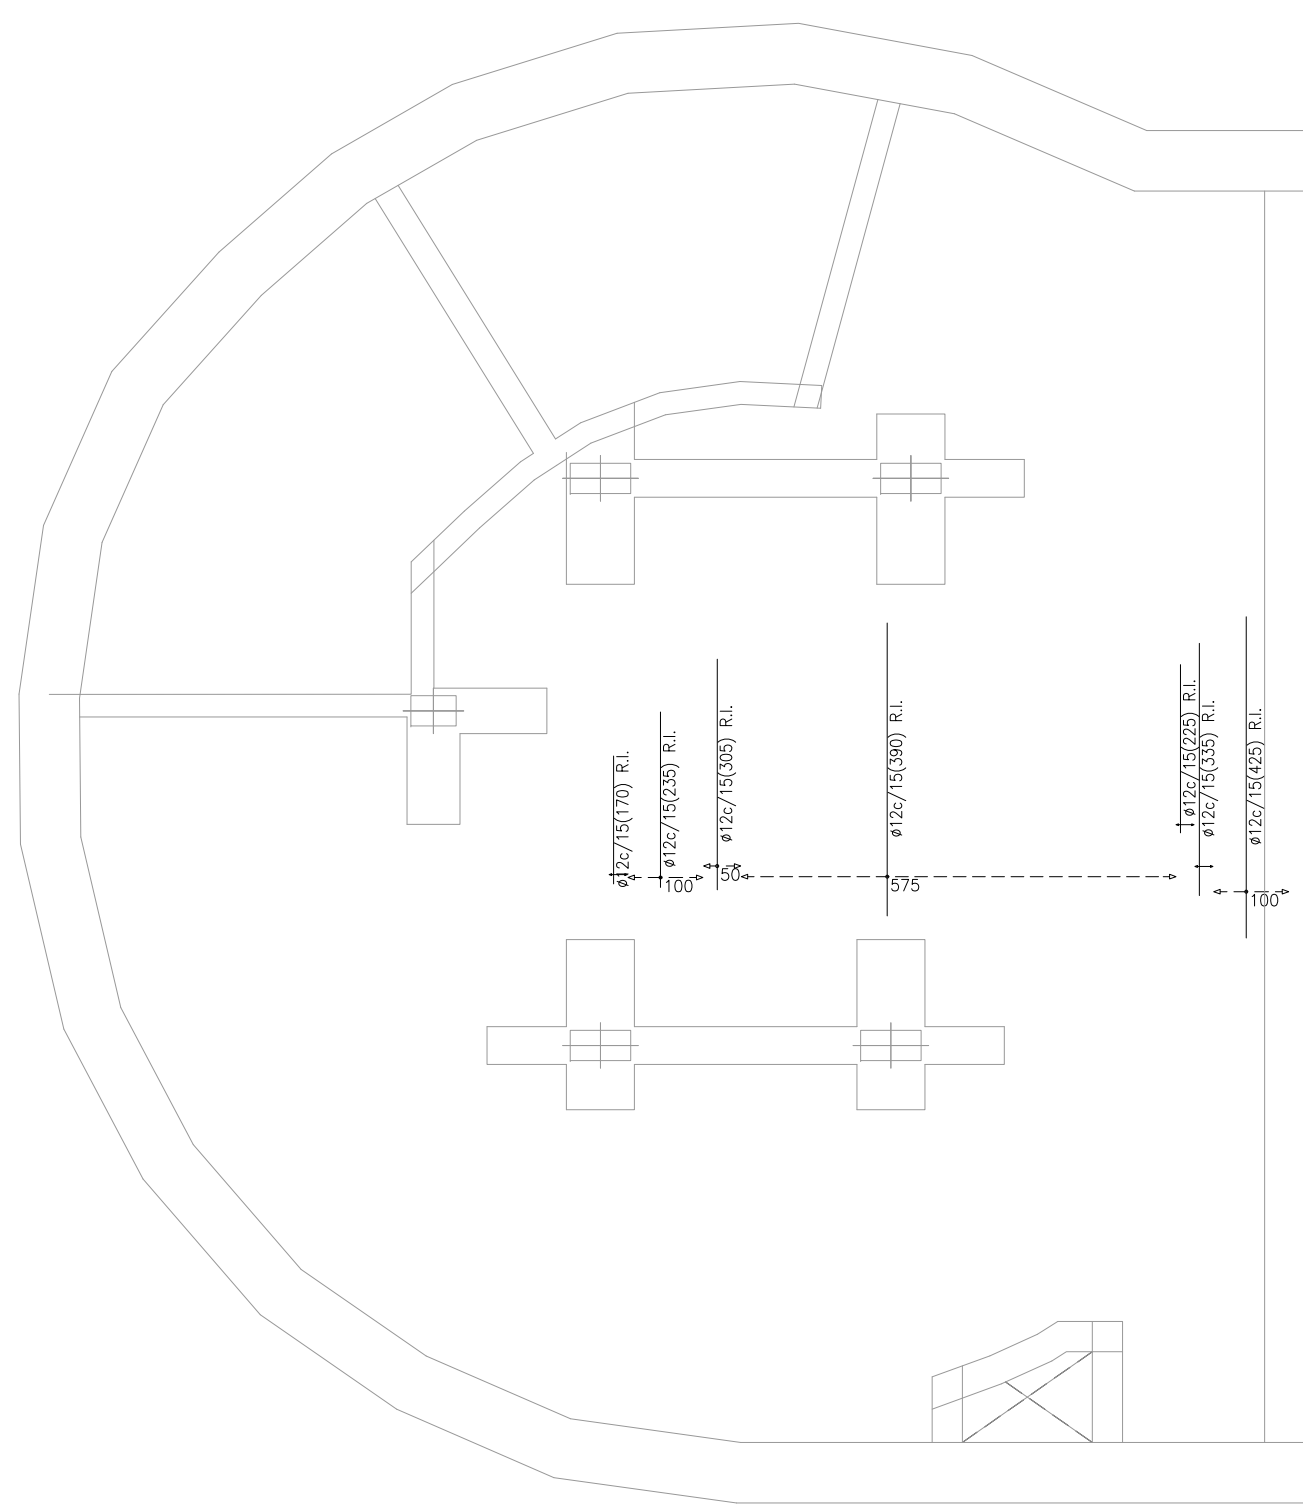 ø12c/15(170) R.I.
ø12c/15(235) R.I.
100
ø12c/15(305) R.I.
50
ø12c/15(390) R.I.
575
ø12c/15(225) R.I.
ø12c/15(335) R.I.
ø12c/15(425) R.I.
100